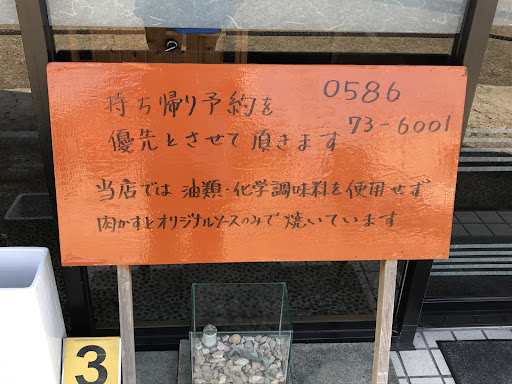 持ち帰り予約を
優先とさせて頂きます
0586
73-6001
当店では 油類・化学調味料を使用せず
肉かすとオリジナルソースのみで焼いています
3